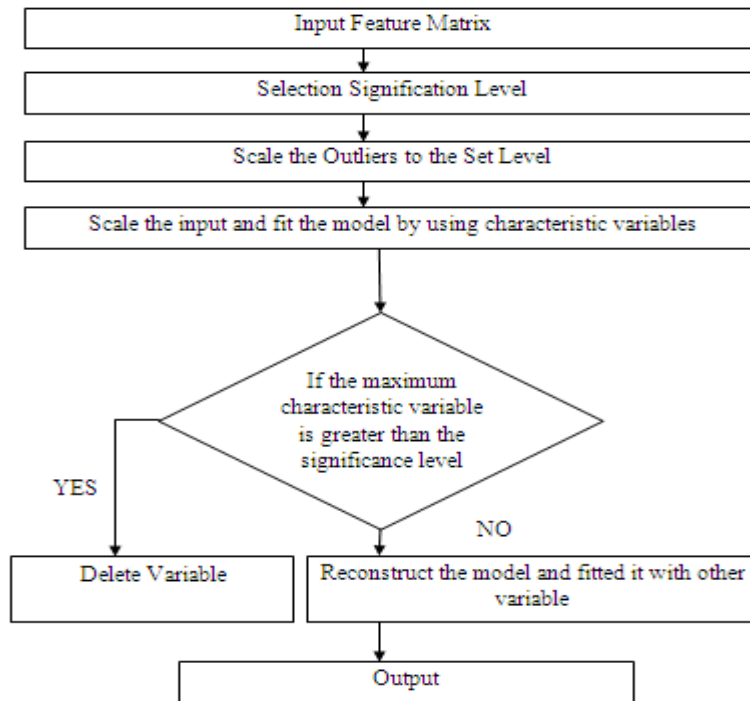 Input Feature Matrix
Selection Signification Level
Scale the Outliers to the Set Level
Scale the input and fit the model by using characteristic variables
If the maximum
characteristic variable
is greater than the
significance level
YES
NO
Delete Variable
Reconstruct the model and fitted it with other
variable
Output